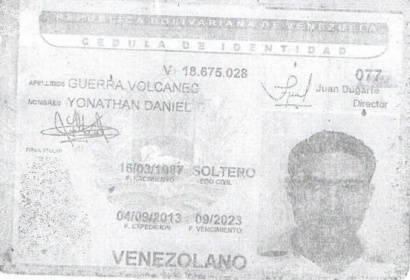 REPUBLICA BOLIVARIANA DE VENEZUELA
CEDULA DE IDENTIDAD
V 18.675.028
077
APELLIDOS GUERRA VOLCANES
NOMBRES YONATHAN DANIEL
Juan Dugarte
Director
FIRMA TITULAR
16/03/1987 SOLTERO
F. NACIMIENTO EDO CIVIL
04/09/2013 09/2023
F. EXPEDICION F. VENCIMIENTO
VENEZOLANO